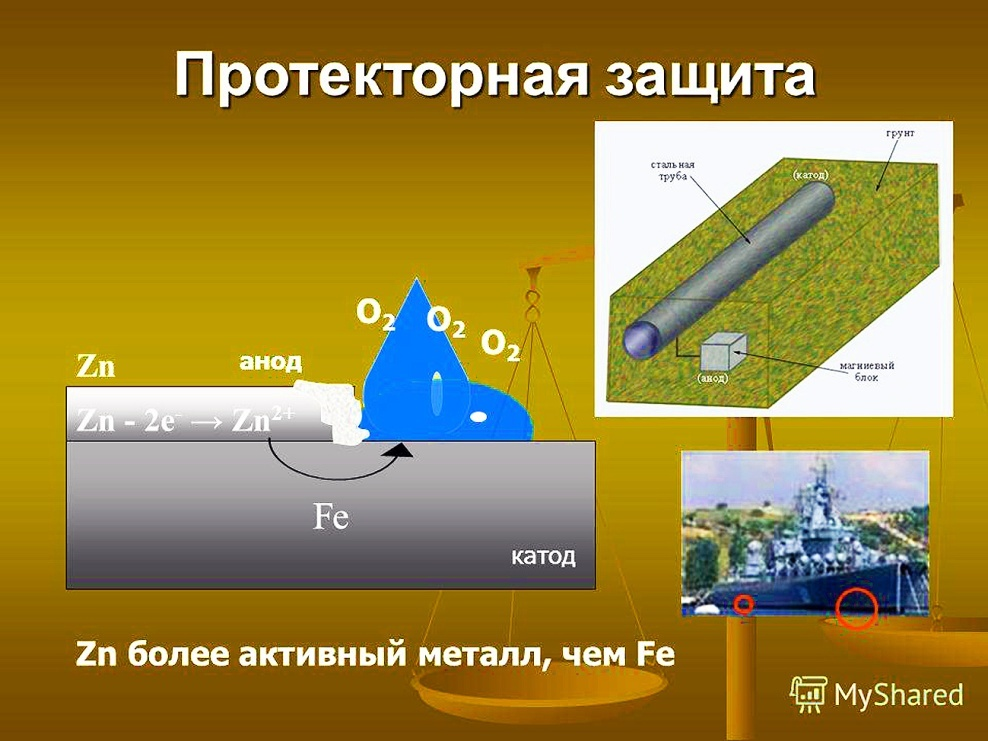 Протекторная защита
грунт
стальная
труба
(катод)
магниевый
блок
(анод)
O₂
O₂
O₂
Zn
анод
Zn - 2e⁻ → Zn²⁺
Fe
катод
Zn более активный металл, чем Fe
MyShared